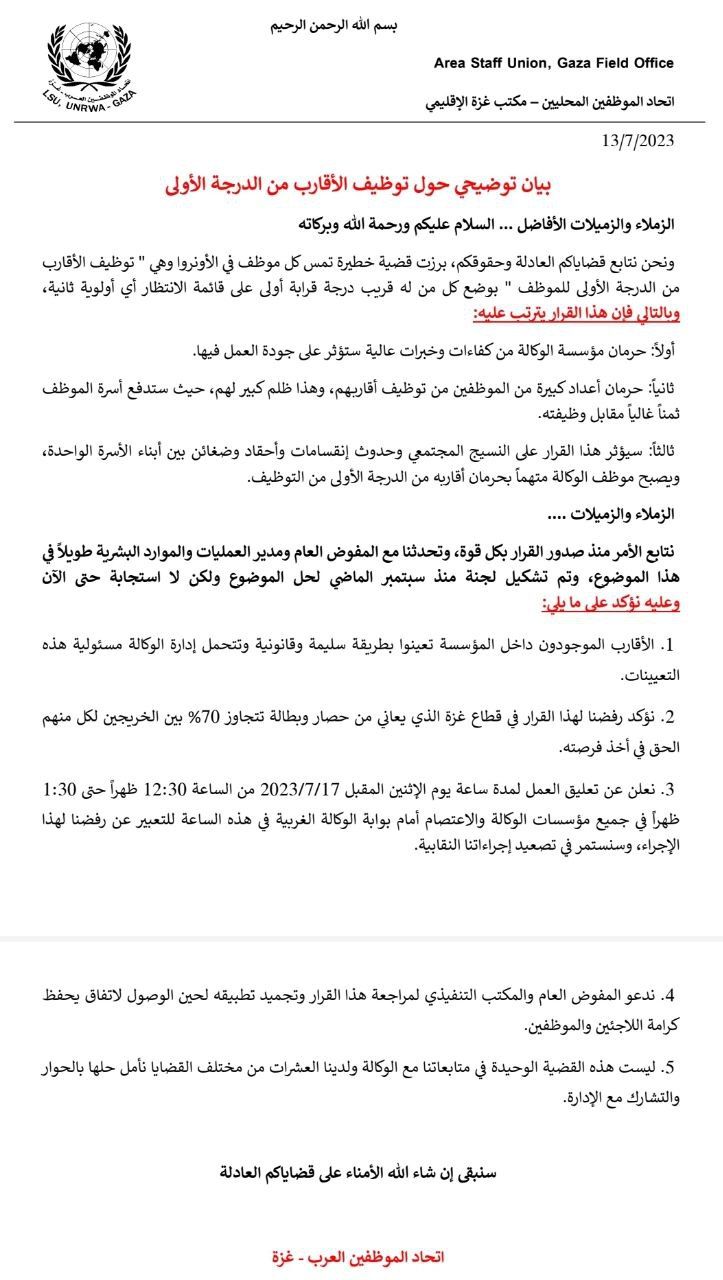 بسم الله الرحمن الرحيم
اتحاد الموظفين العرب - غزة
LSU, UNRWA - GAZA
Area Staff Union, Gaza Field Office
اتحاد الموظفين المحليين – مكتب غزة الإقليمي
13/7/2023
بيان توضيحي حول توظيف الأقارب من الدرجة الأولى
الزملاء والزميلات الأفاضل ... السلام عليكم ورحمة الله وبركاته
ونحن نتابع قضاياكم العادلة وحقوقكم، برزت قضية خطيرة تمس كل موظف في الأونروا وهي " توظيف الأقارب
من الدرجة الأولى للموظف " بوضع كل من له قريب درجة قرابة أولى على قائمة الانتظار أي أولوية ثانية،
وبالتالي فإن هذا القرار يترتب عليه:
أولاً: حرمان مؤسسة الوكالة من كفاءات وخبرات عالية ستؤثر على جودة العمل فيها.
ثانياً: حرمان أعداد كبيرة من الموظفين من توظيف أقاربهم، وهذا ظلم كبير لهم، حيث ستدفع أسرة الموظف
ثمناً غالياً مقابل وظيفته.
ثالثاً: سيؤثر هذا القرار على النسيج المجتمعي وحدوث إنقسامات وأحقاد وضغائن بين أبناء الأسرة الواحدة،
ويصبح موظف الوكالة متهماً بحرمان أقاربه من الدرجة الأولى من التوظيف.
الزملاء والزميلات ....
نتابع الأمر منذ صدور القرار بكل قوة، وتحدثنا مع المفوض العام ومدير العمليات والموارد البشرية طويلاً في
هذا الموضوع، وتم تشكيل لجنة منذ سبتمبر الماضي لحل الموضوع ولكن لا استجابة حتى الآن
وعليه نؤكد على ما يلي:
1. الأقارب الموجودون داخل المؤسسة تعينوا بطريقة سليمة وقانونية وتتحمل إدارة الوكالة مسئولية هذه
التعيينات.
2. نؤكد رفضنا لهذا القرار في قطاع غزة الذي يعاني من حصار وبطالة تتجاوز 70% بين الخريجين لكل منهم
الحق في أخذ فرصته.
3. نعلن عن تعليق العمل لمدة ساعة يوم الإثنين المقبل 2023/7/17 من الساعة 12:30 ظهراً حتى 1:30
ظهراً في جميع مؤسسات الوكالة والاعتصام أمام بوابة الوكالة الغربية في هذه الساعة للتعبير عن رفضنا لهذا
الإجراء، وسنستمر في تصعيد إجراءاتنا النقابية.
4. ندعو المفوض العام والمكتب التنفيذي لمراجعة هذا القرار وتجميد تطبيقه لحين الوصول لاتفاق يحفظ
كرامة اللاجئين والموظفين.
5. ليست هذه القضية الوحيدة في متابعاتنا مع الوكالة ولدينا العشرات من مختلف القضايا نأمل حلها بالحوار
والتشارك مع الإدارة.
سنبقى إن شاء الله الأمناء على قضاياكم العادلة
اتحاد الموظفين العرب - غزة